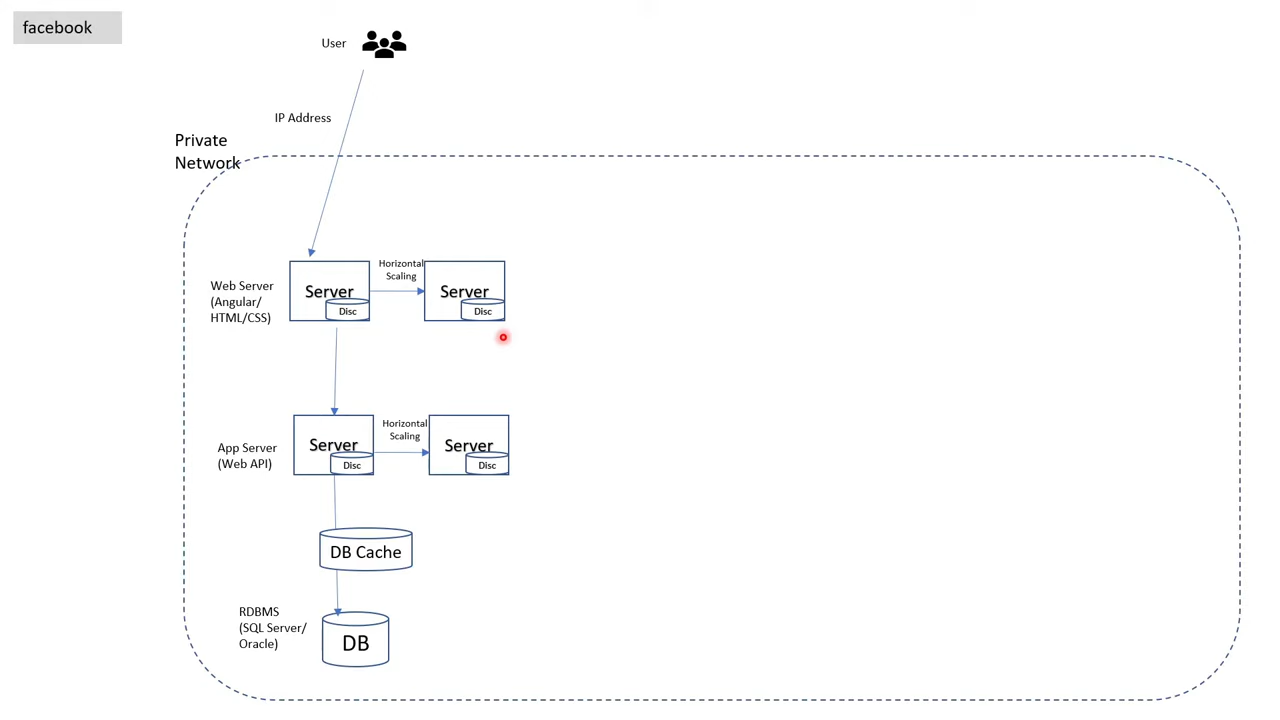 facebook
User
IP Address
Private
Network
Web Server
(Angular/
HTML/CSS)
Server
Disc
Horizontal
Scaling
Server
Disc
App Server
(Web API)
Server
Disc
Horizontal
Scaling
Server
Disc
DB Cache
RDBMS
(SQL Server/
Oracle)
DB